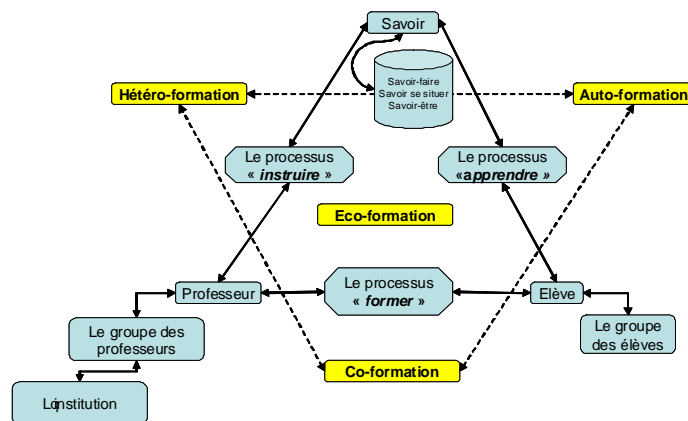 Savoir
Savoir-faire
Savoir se situer
Savoir-être
Hétéro-formation
Auto-formation
Le processus
« instruire »
Le processus
«apprendre »
Eco-formation
Professeur
Le processus
« former »
Elève
Le groupe des
professeurs
Le groupe
des élèves
Co-formation
L'institution